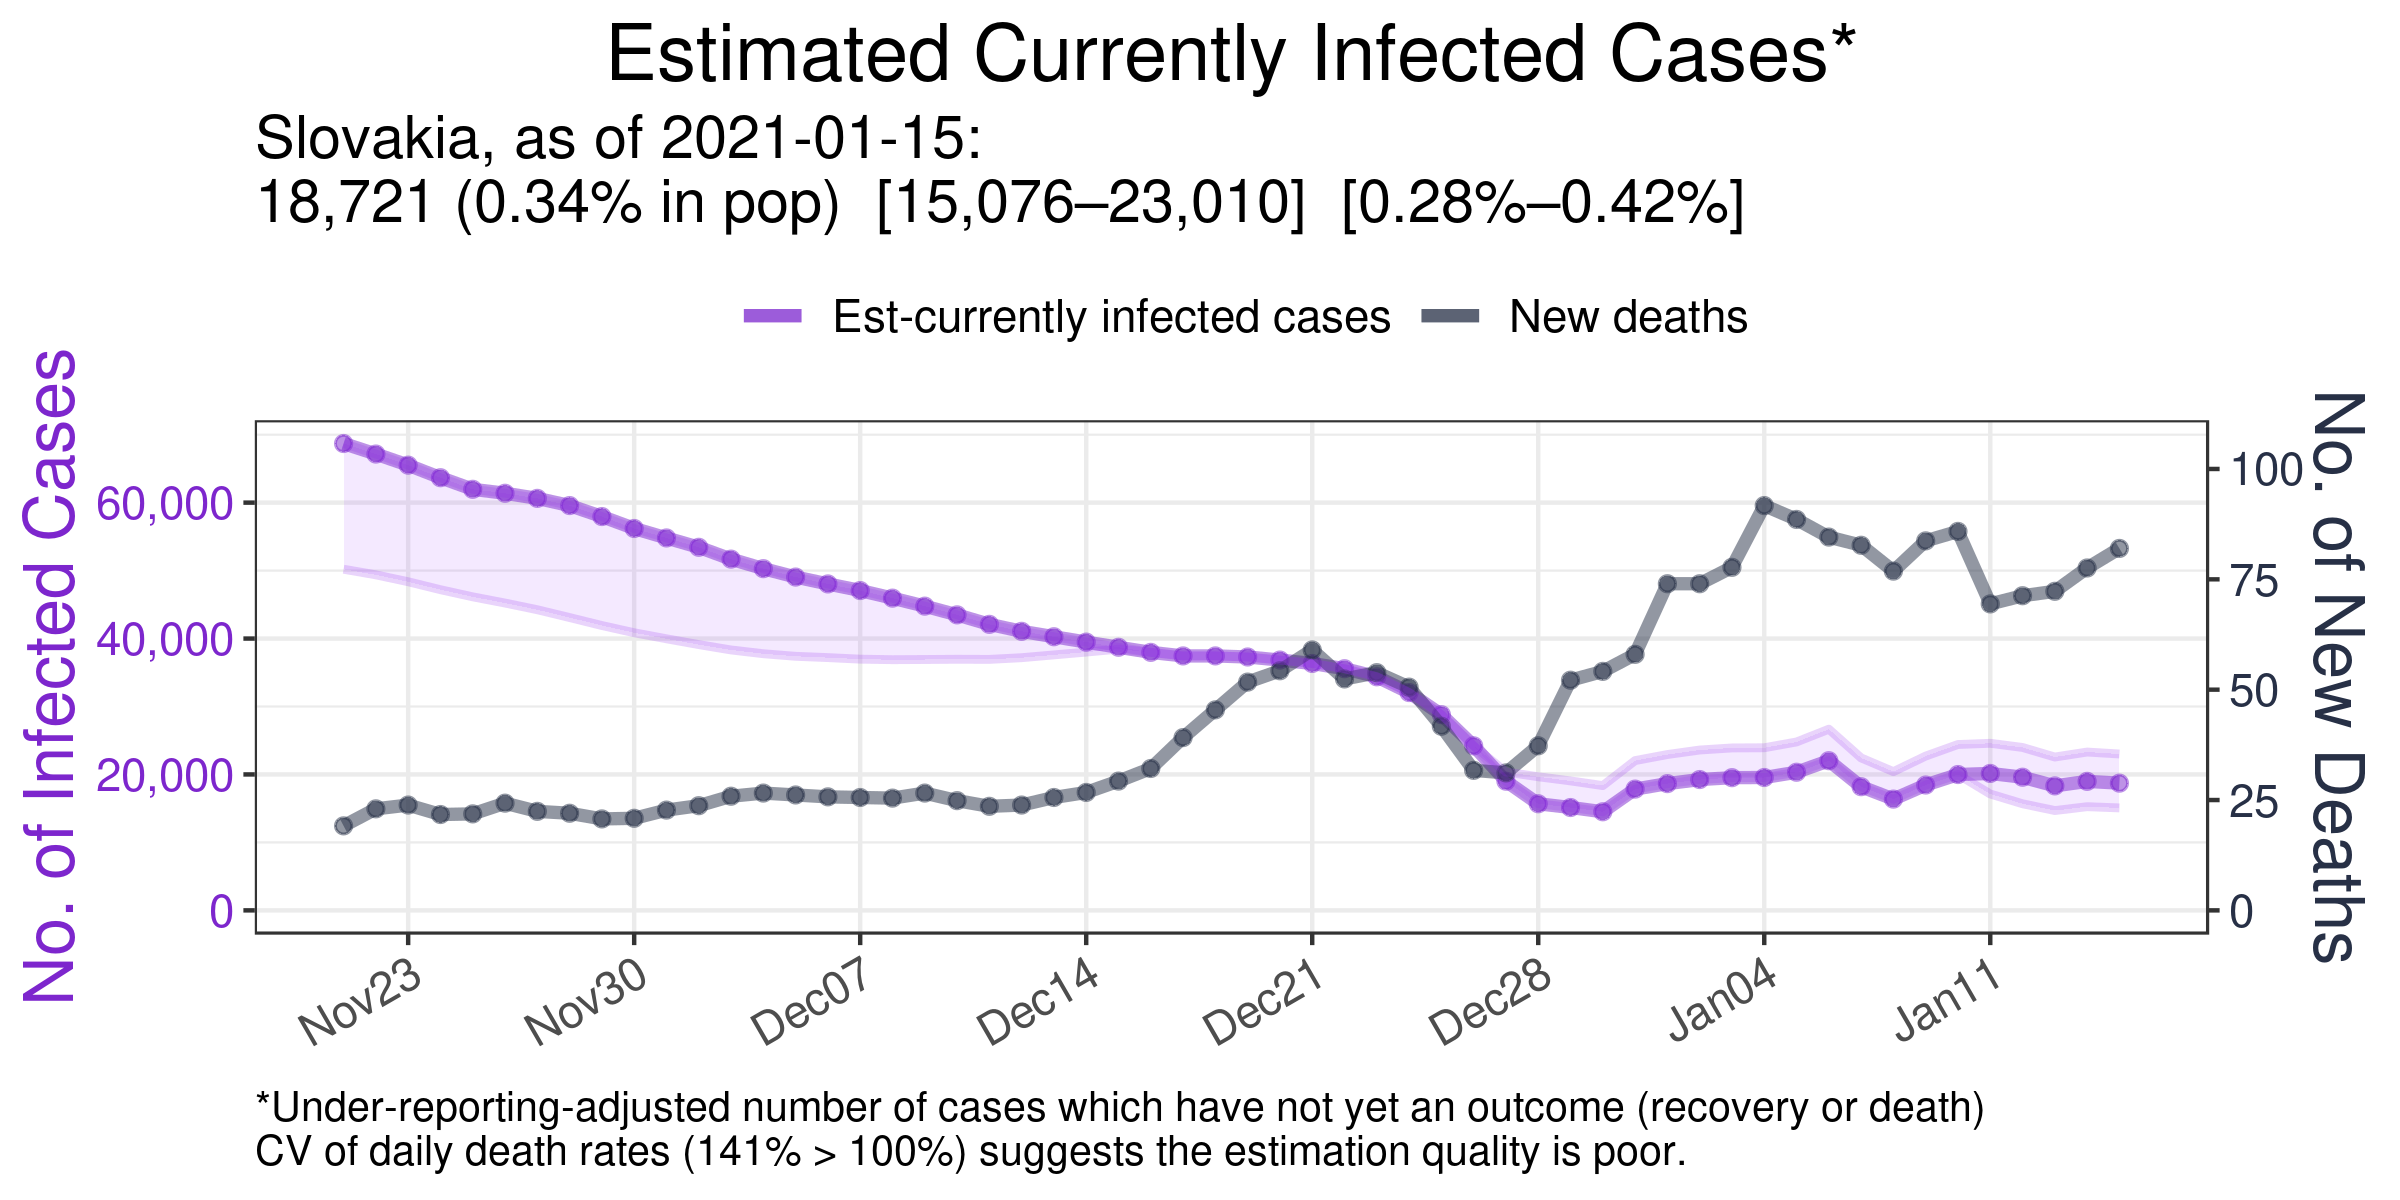 Estimated Currently Infected Cases*
Slovakia, as of 2021-01-15:
18,721 (0.34% in pop)  [15,076–23,010]  [0.28%–0.42%]
Est-currently infected cases
New deaths
No. of Infected Cases
60,000
40,000
20,000
0
100
75
50
25
0
No. of New Deaths
Nov23
Nov30
Dec07
Dec14
Dec21
Dec28
Jan04
Jan11
*Under-reporting-adjusted number of cases which have not yet an outcome (recovery or death)
CV of daily death rates (141% > 100%) suggests the estimation quality is poor.